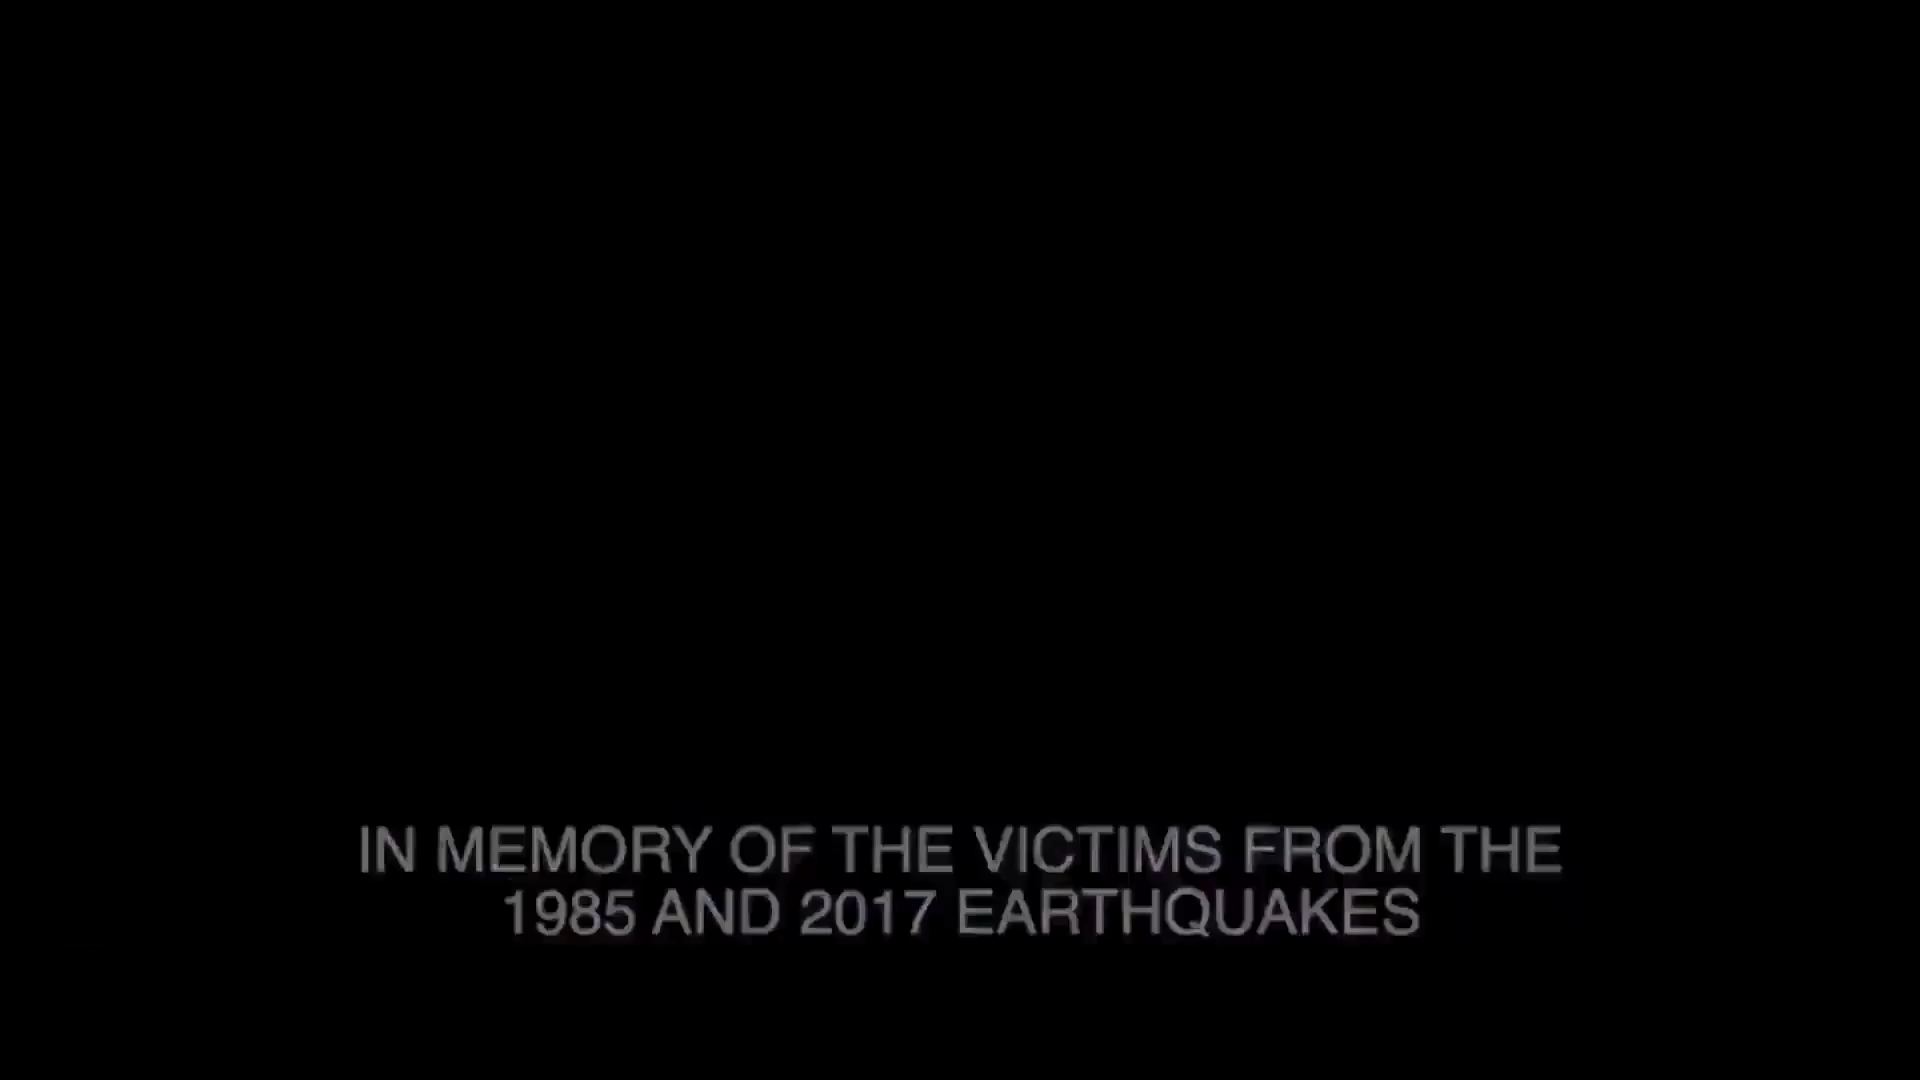 IN MEMORY OF THE VICTIMS FROM THE
1985 AND 2017 EARTHQUAKES